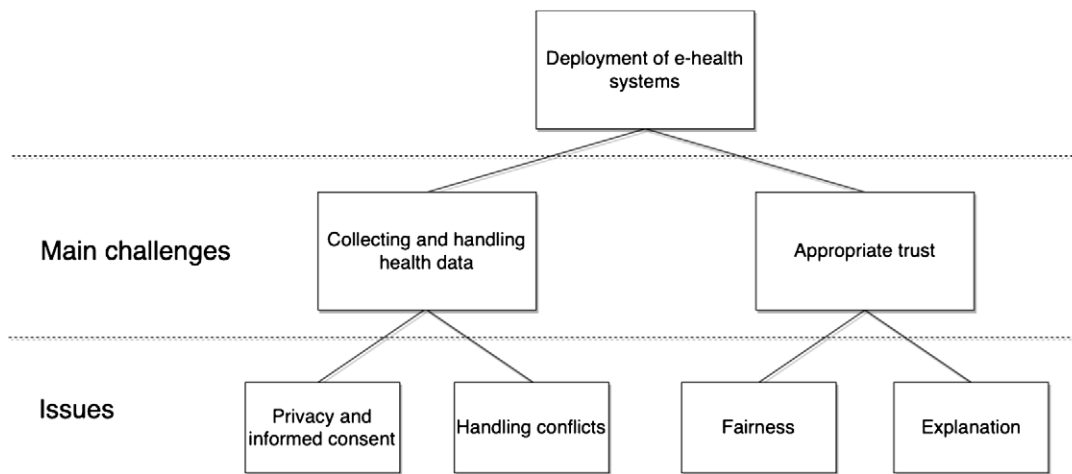 Deployment of e-health
systems
Main challenges
Collecting and handling
health data
Appropriate trust
Issues
Privacy and
informed consent
Handling conflicts
Fairness
Explanation